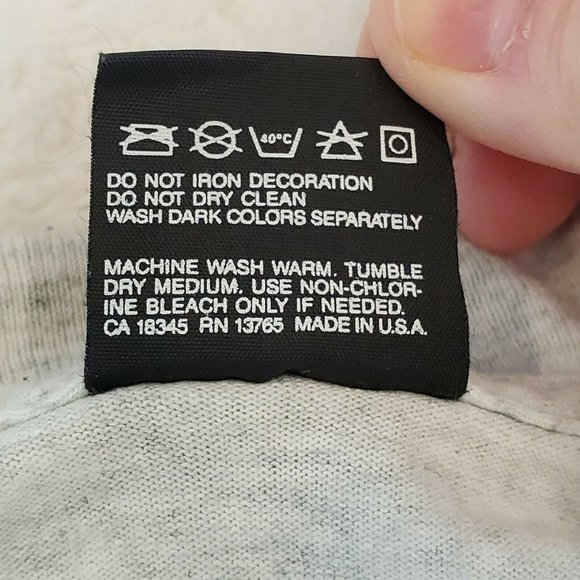 40°C
DO NOT IRON DECORATION
DO NOT DRY CLEAN
WASH DARK COLORS SEPARATELY
MACHINE WASH WARM. TUMBLE
DRY MEDIUM. USE NON-CHLOR-
INE BLEACH ONLY IF NEEDED.
CA 18345 RN 13765 MADE IN U.S.A.